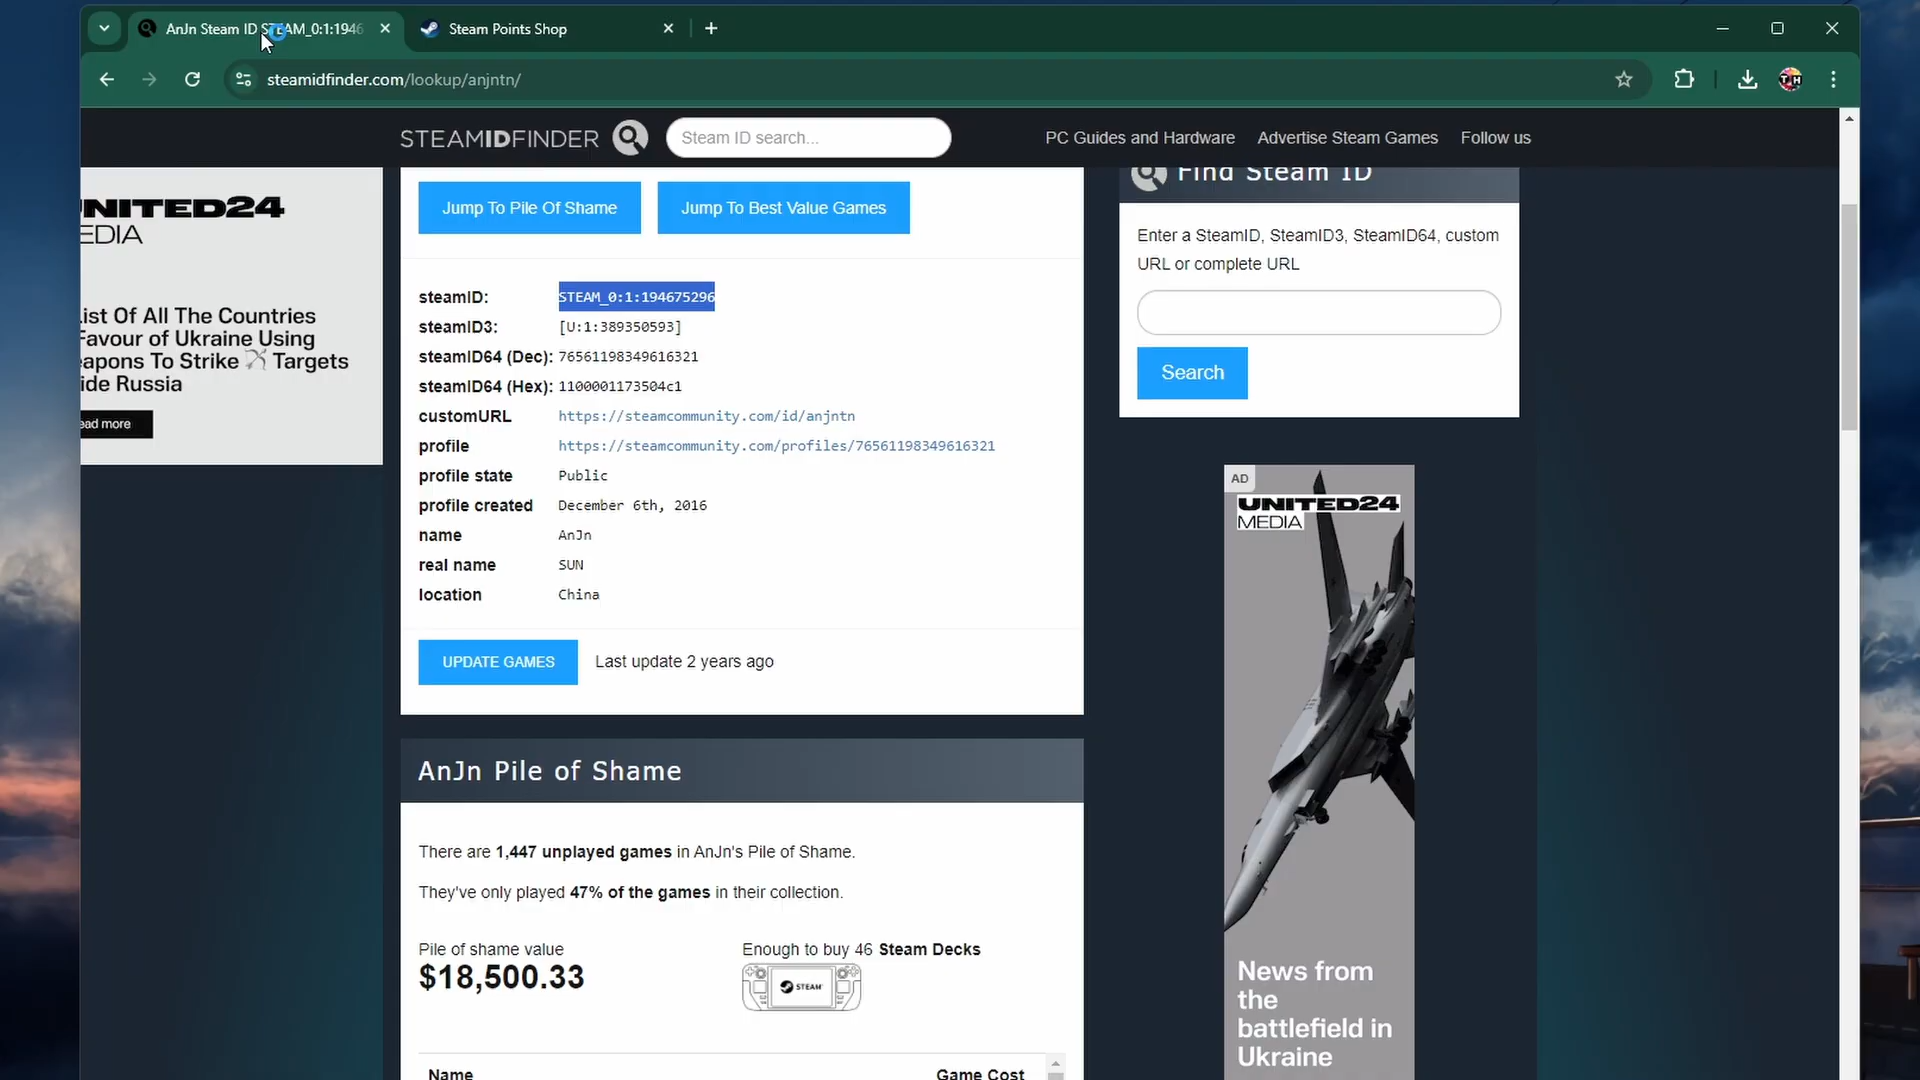 AnJn Steam ID STEAM_0:1:1946
Steam Points Shop
steamidfinder.com/lookup/anjntn/
TH
STEAMIDFINDER
Steam ID search...
PC Guides and Hardware
Advertise Steam Games
Follow us
UNITED24
MEDIA
ist Of All The Countries
Favour of Ukraine Using
eapons To Strike Targets
ide Russia
ead more
Jump To Pile Of Shame
Jump To Best Value Games
steamID: STEAM_0:1:194675296
steamID3: [U:1:389350593]
steamID64 (Dec): 76561198349616321
steamID64 (Hex): 1100001173504c1
customURL https://steamcommunity.com/id/anjntn
profile https://steamcommunity.com/profiles/76561198349616321
profile state Public
profile created December 6th, 2016
name AnJn
real name SUN
location China
UPDATE GAMES
Last update 2 years ago
AnJn Pile of Shame
There are 1,447 unplayed games in AnJn's Pile of Shame.
They've only played 47% of the games in their collection.
Pile of shame value
$18,500.33
Enough to buy 46 Steam Decks
STEAM
Name
Game Cost
Find Steam ID
Enter a SteamID, SteamID3, SteamID64, custom
URL or complete URL
Search
AD
UNITED24
MEDIA
News from
the
battlefield in
Ukraine